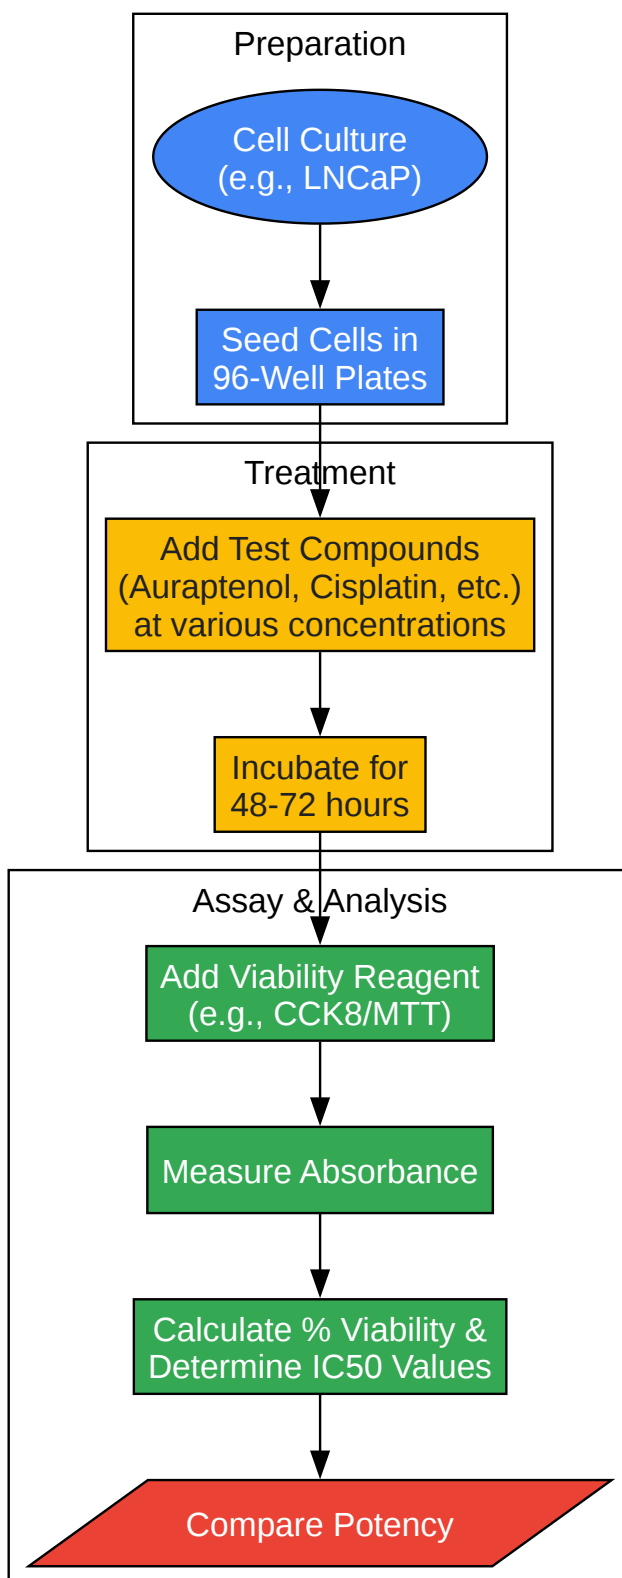 Preparation
Cell Culture
(e.g., LNCaP)
Seed Cells in
96-Well Plates
Treatment
Add Test Compounds
(Auraptenol, Cisplatin, etc.)
at various concentrations
Incubate for
48-72 hours
Assay & Analysis
Add Viability Reagent
(e.g., CCK8/MTT)
Measure Absorbance
Calculate % Viability &
Determine IC50 Values
Compare Potency